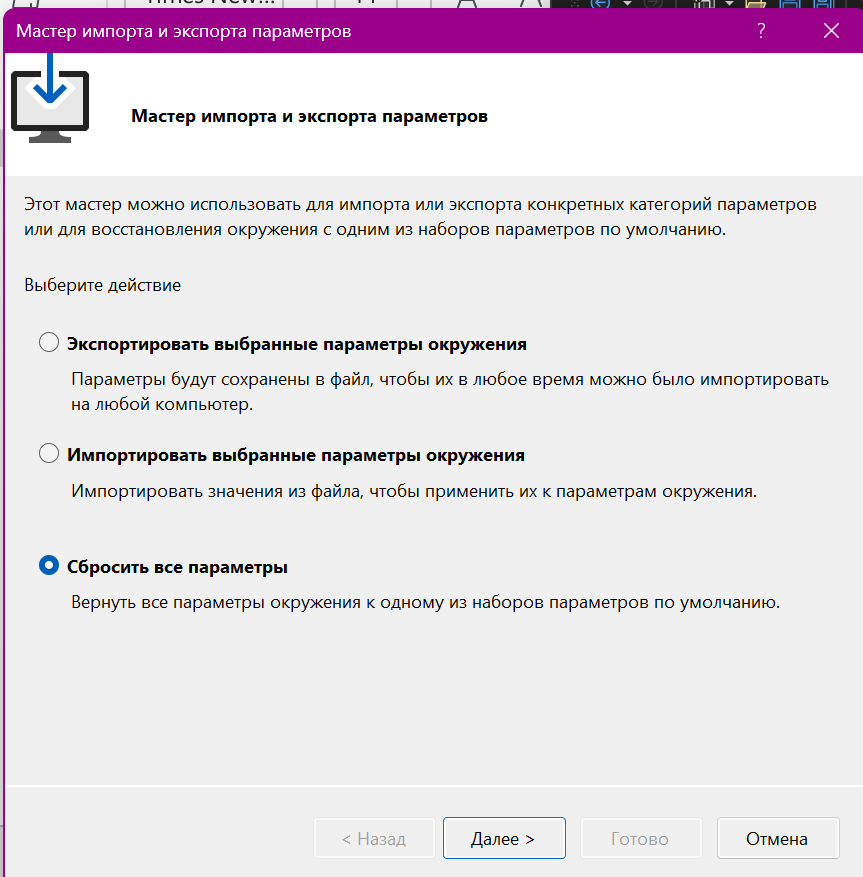 Мастер импорта и экспорта параметров
?
Мастер импорта и экспорта параметров
Этот мастер можно использовать для импорта или экспорта конкретных категорий параметров
или для восстановления окружения с одним из наборов параметров по умолчанию.
Выберите действие
Экспортировать выбранные параметры окружения
Параметры будут сохранены в файл, чтобы их в любое время можно было импортировать
на любой компьютер.
Импортировать выбранные параметры окружения
Импортировать значения из файла, чтобы применить их к параметрам окружения.
Сбросить все параметры
Вернуть все параметры окружения к одному из наборов параметров по умолчанию.
< Назад
Далее >
Готово
Отмена